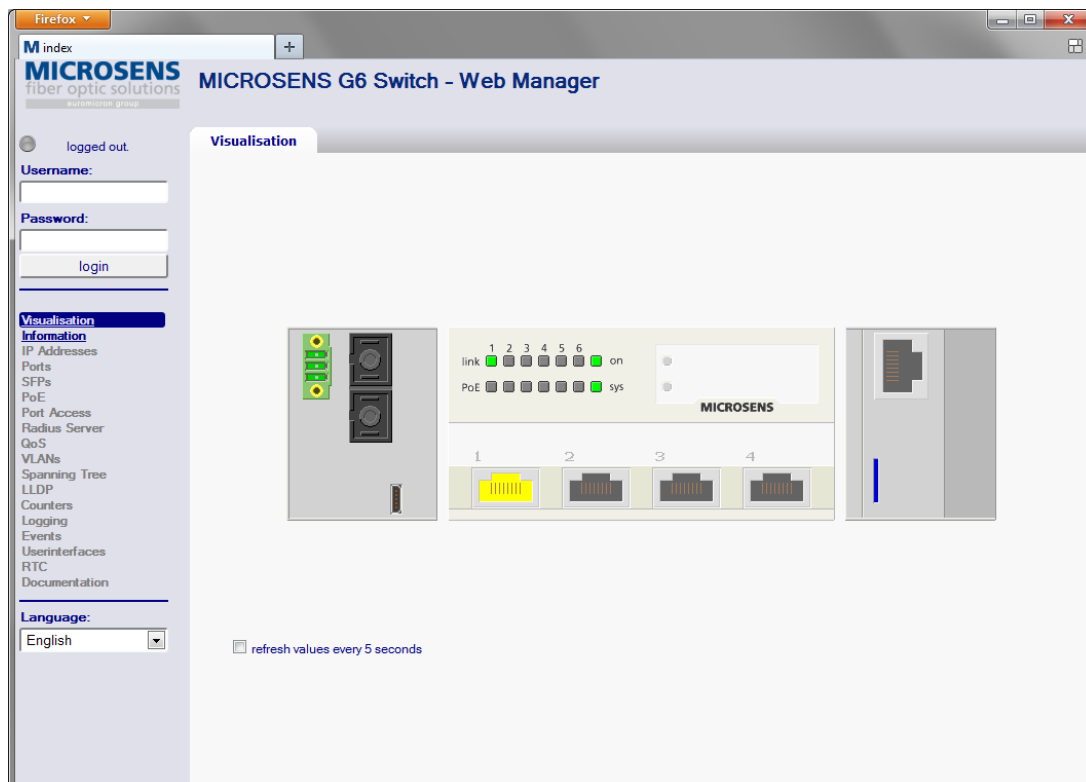 Firefox
M index
MICROSENS
fiber optic solutions
euromicron group
MICROSENS G6 Switch - Web Manager
logged out.
Username:
Password:
login
Visualisation
Information
IP Addresses
Ports
SFPs
PoE
Port Access
Radius Server
QoS
VLANs
Spanning Tree
LLDP
Counters
Logging
Events
Userinterfaces
RTC
Documentation
Language:
English
Visualisation
1 2 3 4 5 6
link on
PoE sys
MICROSENS
1 2 3 4
refresh values every 5 seconds